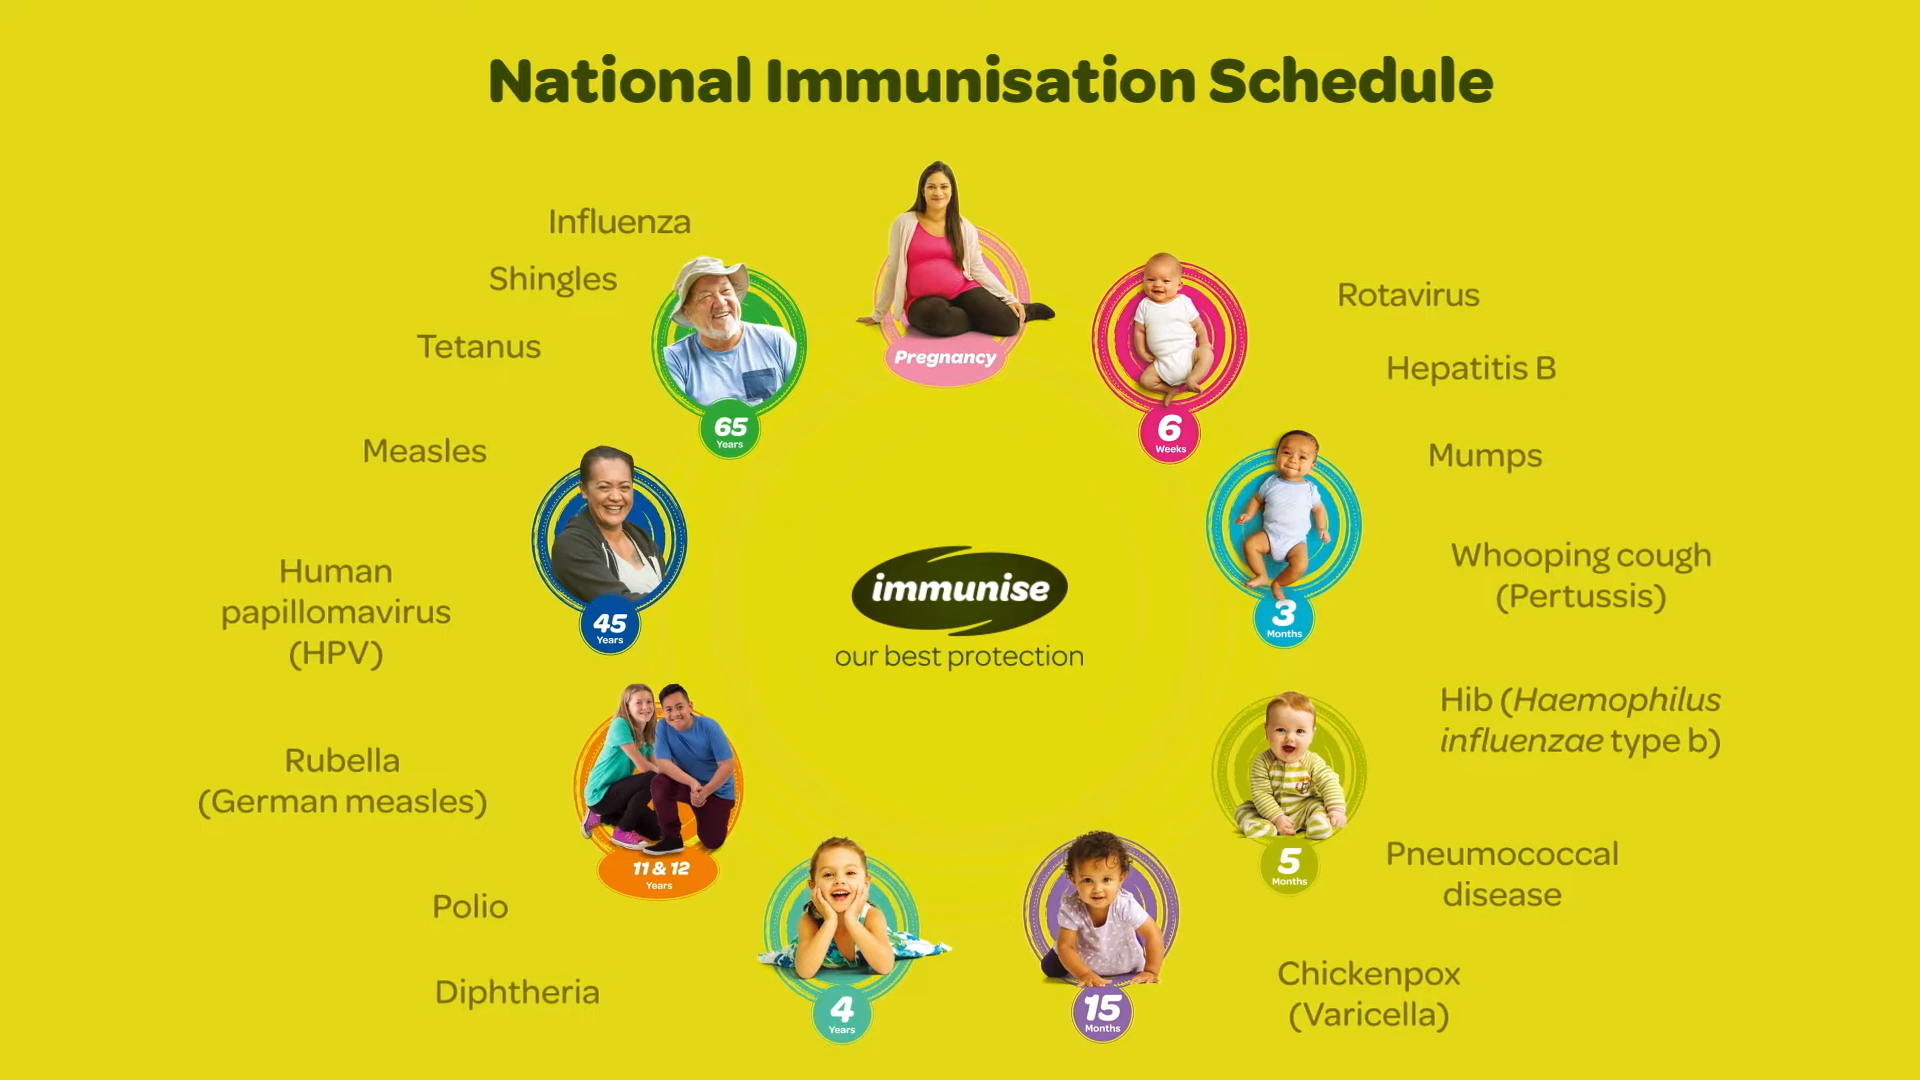 National Immunisation Schedule
Influenza
Shingles
Tetanus
Measles
Human
papillomavirus
(HPV)
Rubella
(German measles)
Polio
Diphtheria
Pregnancy
6
Weeks
3
Months
5
Months
15
Months
4
Years
11 & 12
Years
45
Years
65
Years
immunise
our best protection
Rotavirus
Hepatitis B
Mumps
Whooping cough
(Pertussis)
Hib (Haemophilus
influenzae type b)
Pneumococcal
disease
Chickenpox
(Varicella)